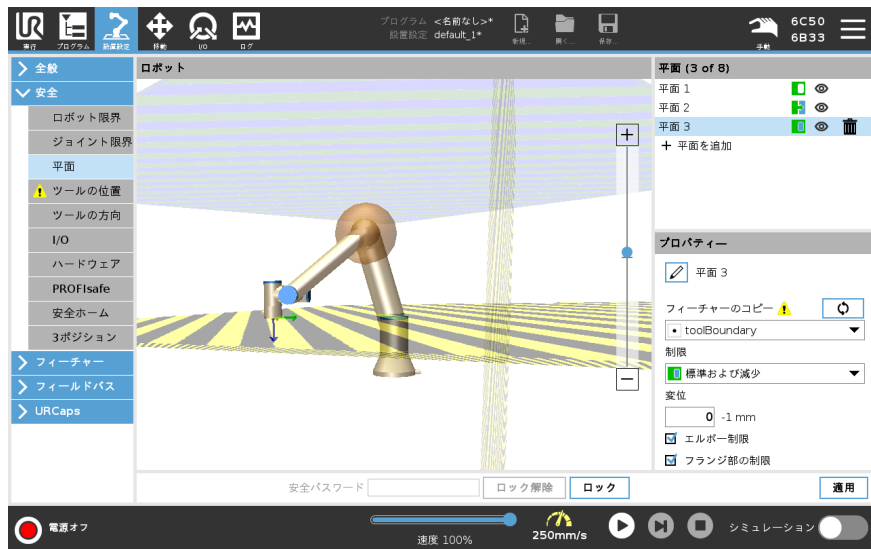 UR
実行
プログラム
設置設定
移動
I/O
ログ
プログラム <名前なし>*
設置設定 default_1*
新規...
開く...
保存...
手動
6C50
6B33
全般
安全
ロボット限界
ジョイント限界
平面
ツールの位置
ツールの方向
I/O
ハードウェア
PROFIsafe
安全ホーム
3ポジション
フィーチャー
フィールドバス
URCaps
ロボット
平面 (3 of 8)
平面 1
平面 2
平面 3
平面を追加
プロパティー
平面 3
フィーチャーのコピー
toolBoundary
制限
標準および減少
変位
0 -1 mm
エルボー制限
フランジ部の制限
安全パスワード
ロック解除
ロック
適用
電源オフ
速度 100%
250mm/s
シミュレーション